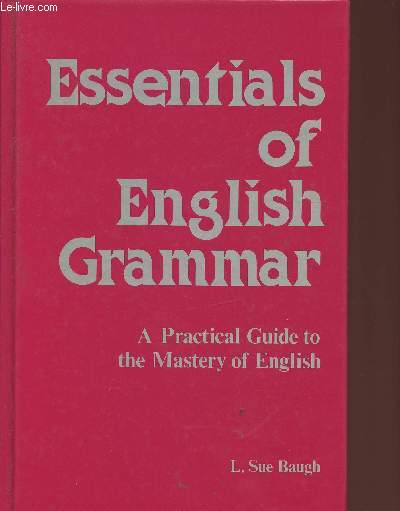 Le-livre.com
Essentials
of
English
Grammar
A Practical Guide to
the Mastery of English
L. Sue Baugh